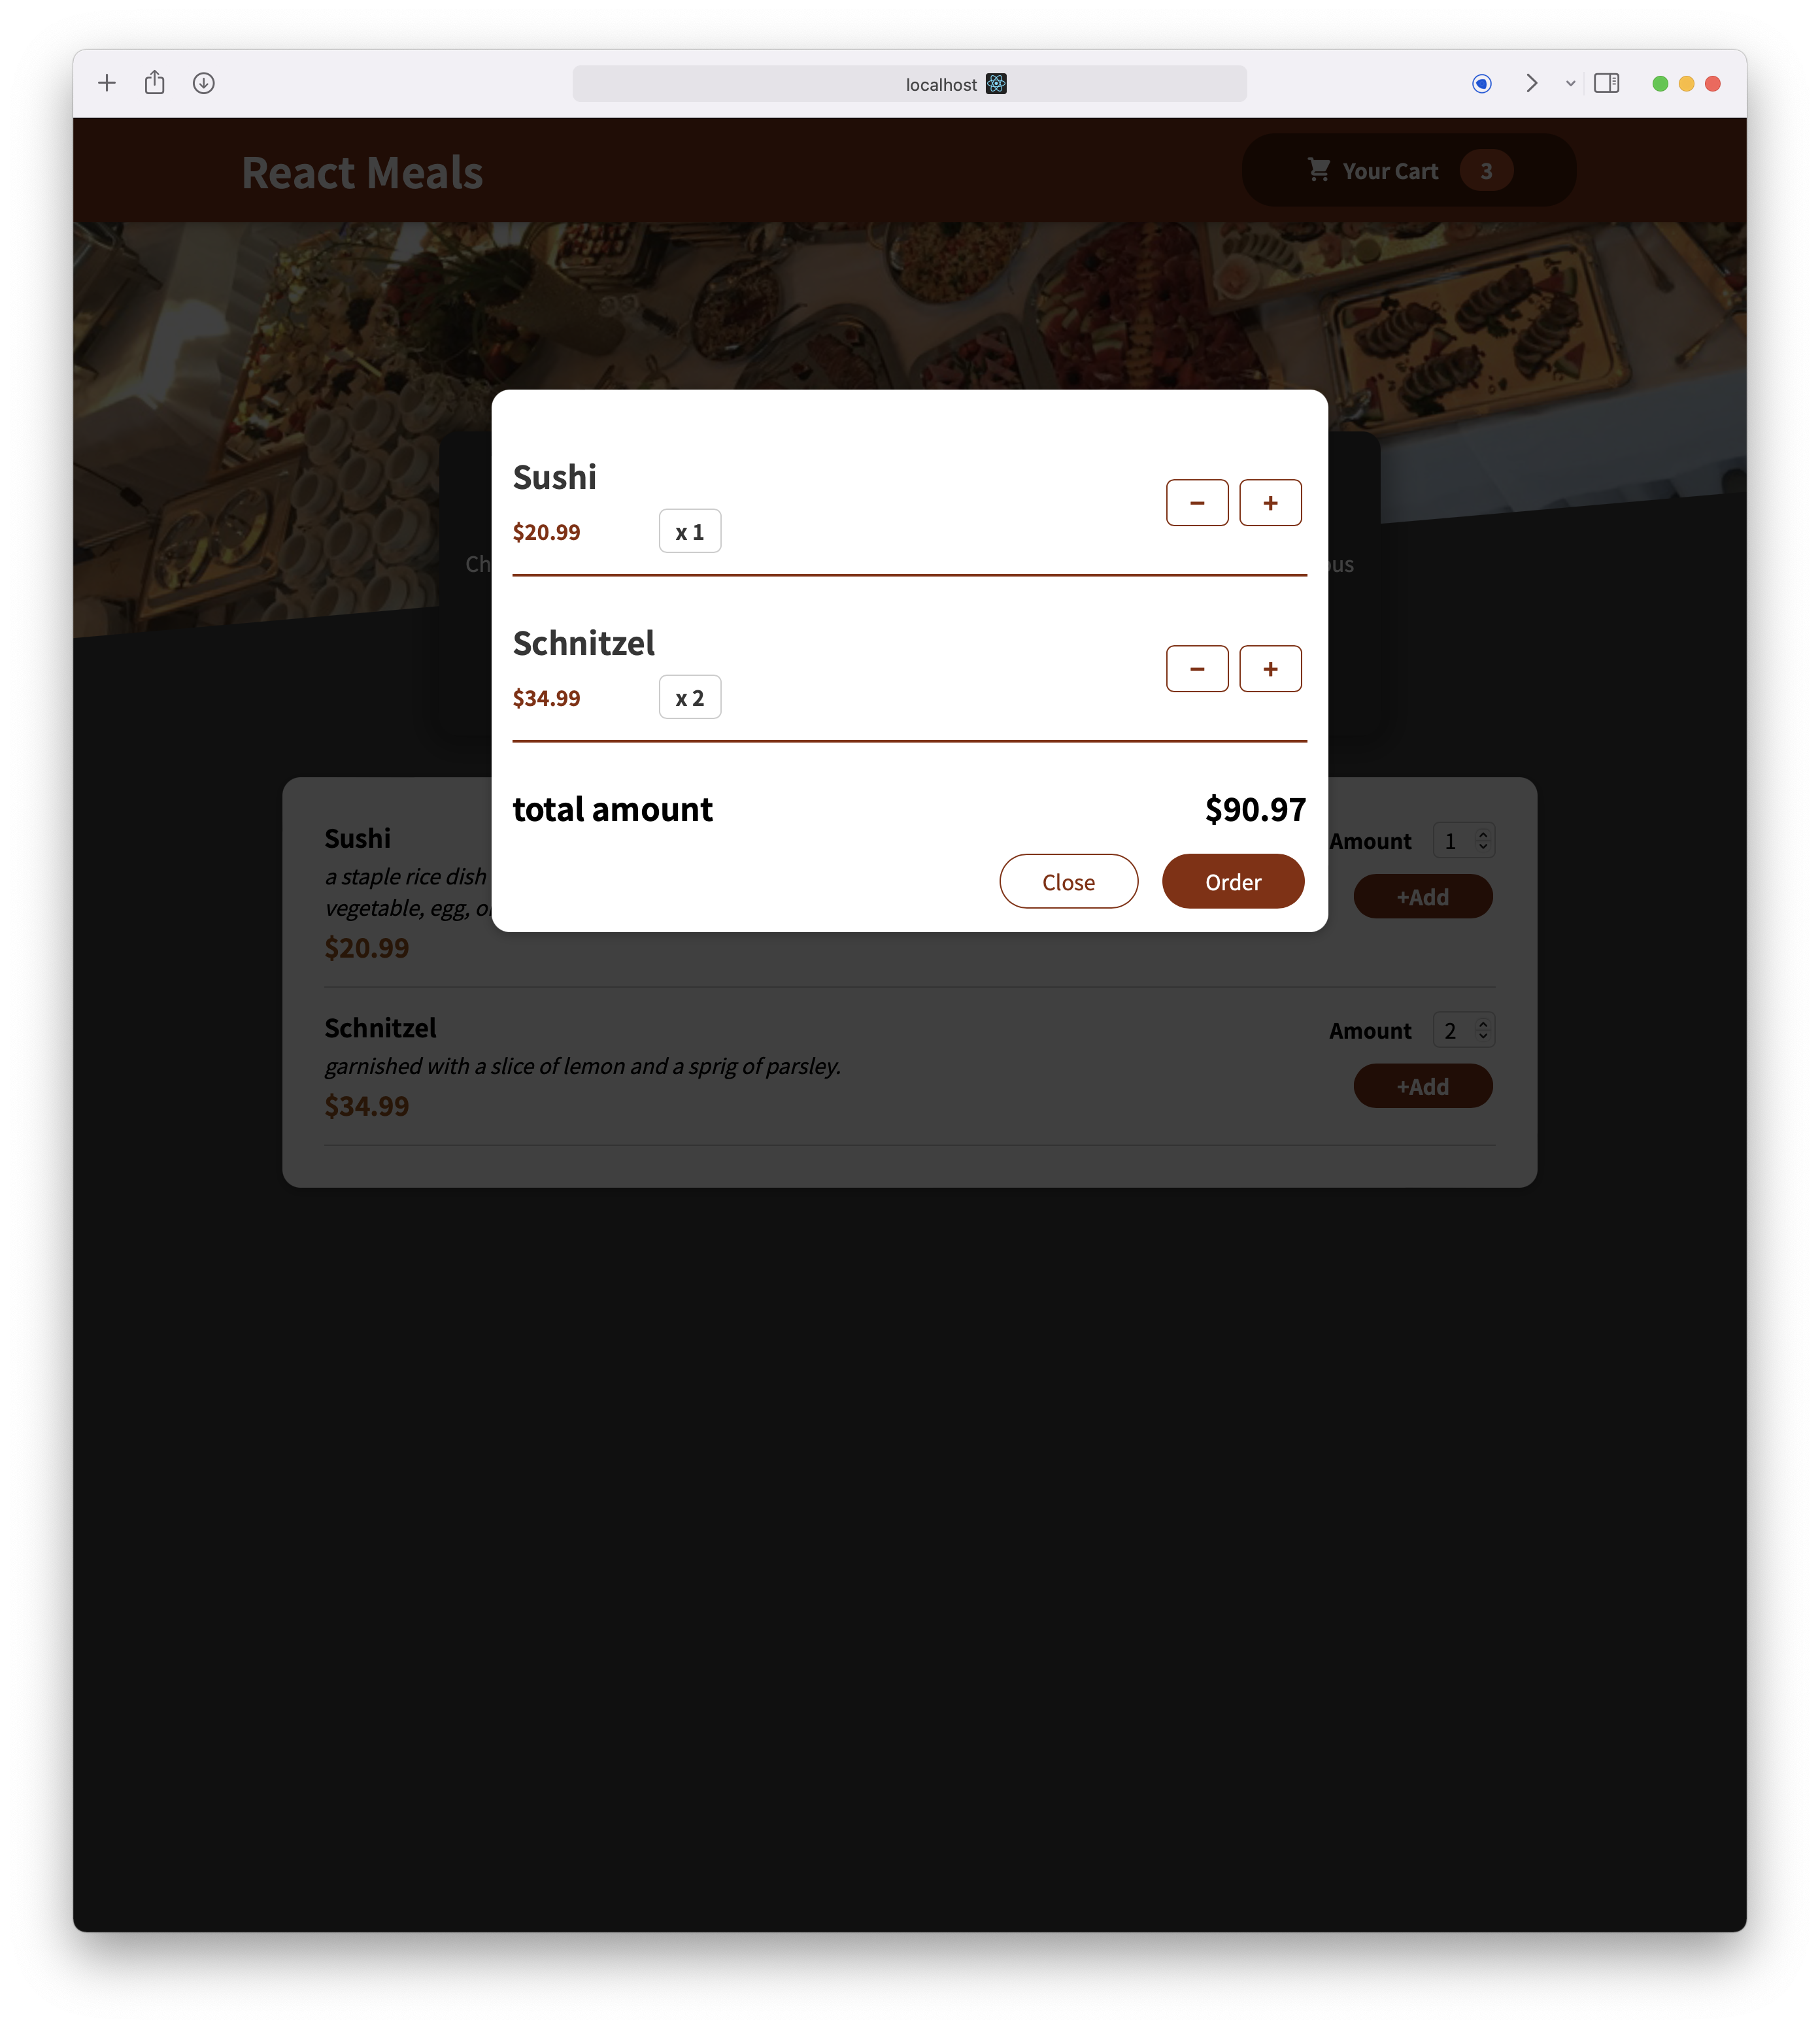 localhost
React Meals
Your Cart 3
Sushi
$20.99 x 1
− +
Schnitzel
$34.99 x 2
− +
total amount $90.97
Close Order
Sushi
a staple rice dish
vegetable, egg,
$20.99
Amount 1
+Add
Schnitzel
garnished with a slice of lemon and a sprig of parsley.
$34.99
Amount 2
+Add